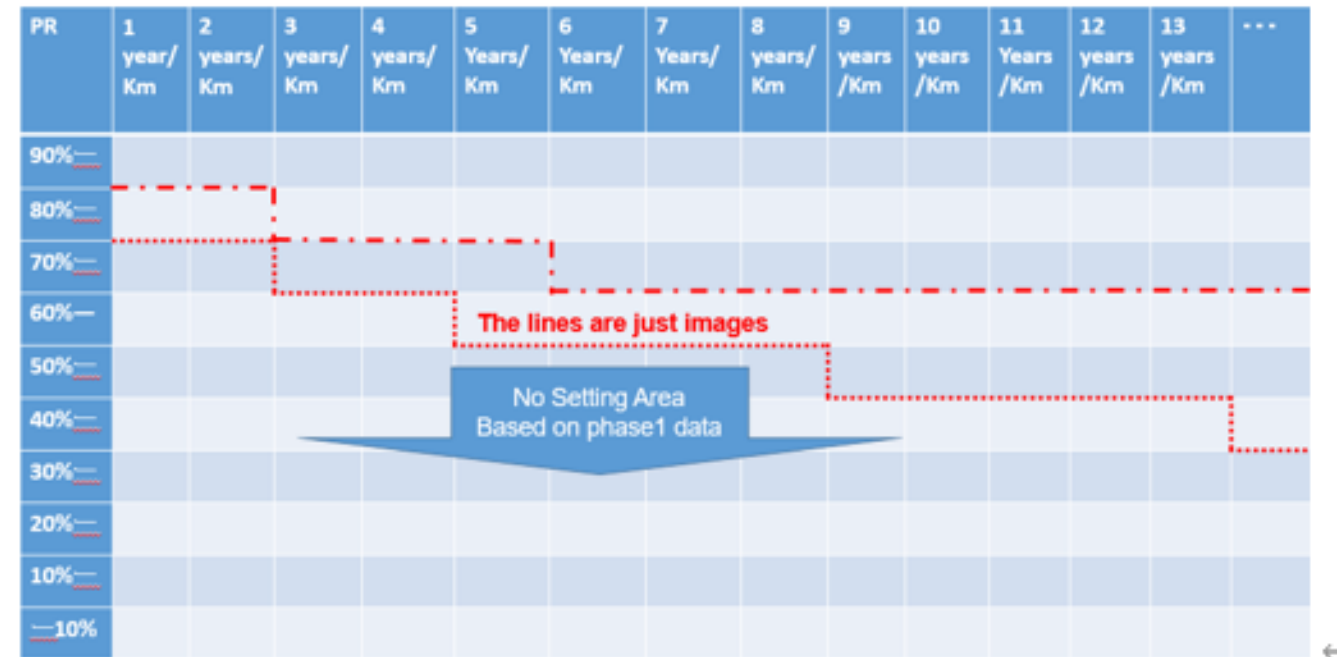 PR 1 year/ Km 2 years/ Km 3 years/ Km 4 years/ Km 5 Years/ Km 6 Years/ Km 7 Years/ Km 8 years/ Km 9 years /Km 10 years /Km 11 Years /Km 12 years /Km 13 years /Km ---
90%—
80%—
70%—
60%—
The lines are just images
50%—
No Setting Area
Based on phase1 data
40%—
30%—
20%—
10%—
—10%